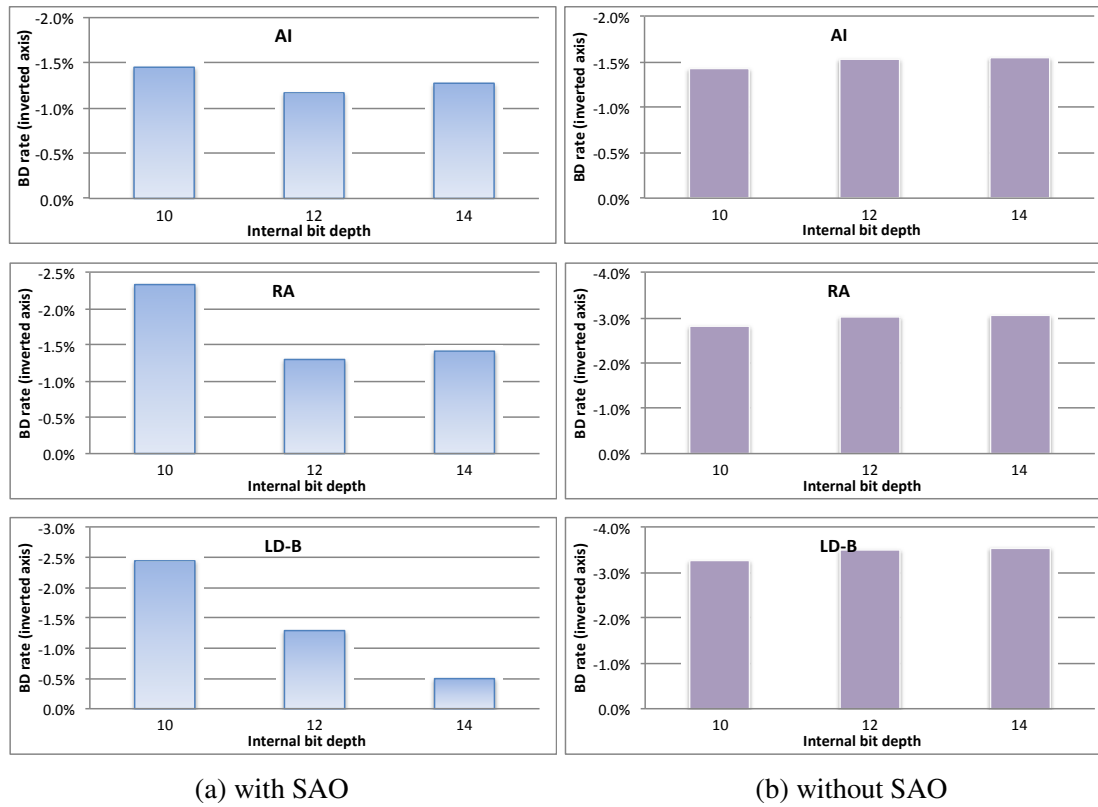 AI
BD rate (inverted axis)
-2.0%
-1.5%
-1.0%
-0.5%
0.0%
10 12 14
Internal bit depth
AI
BD rate (inverted axis)
-2.0%
-1.5%
-1.0%
-0.5%
0.0%
10 12 14
Internal bit depth
RA
BD rate (inverted axis)
-2.5%
-2.0%
-1.5%
-1.0%
-0.5%
0.0%
10 12 14
Internal bit depth
RA
BD rate (inverted axis)
-4.0%
-3.0%
-2.0%
-1.0%
0.0%
10 12 14
Internal bit depth
LD-B
BD rate (inverted axis)
-3.0%
-2.5%
-2.0%
-1.5%
-1.0%
-0.5%
0.0%
10 12 14
Internal bit depth
LD-B
BD rate (inverted axis)
-4.0%
-3.0%
-2.0%
-1.0%
0.0%
10 12 14
Internal bit depth
(a) with SAO
(b) without SAO